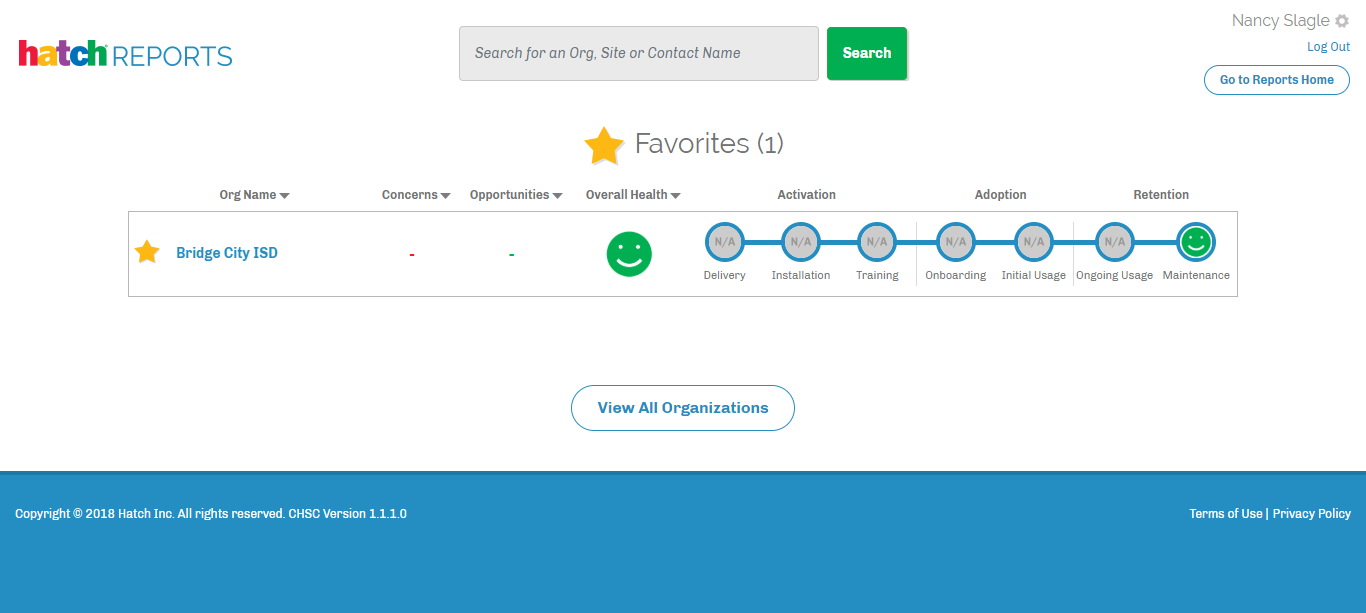 Nancy Slagle
hatch REPORTS
Search for an Org, Site or Contact Name
Search
Log Out
Go to Reports Home
Favorites (1)
Org Name Concerns Opportunities Overall Health Activation Adoption Retention
Bridge City ISD - - N/A N/A N/A N/A N/A N/A
Delivery Installation Training Onboarding Initial Usage Ongoing Usage Maintenance
View All Organizations
Copyright © 2018 Hatch Inc. All rights reserved. CHSC Version 1.1.1.0
Terms of Use | Privacy Policy